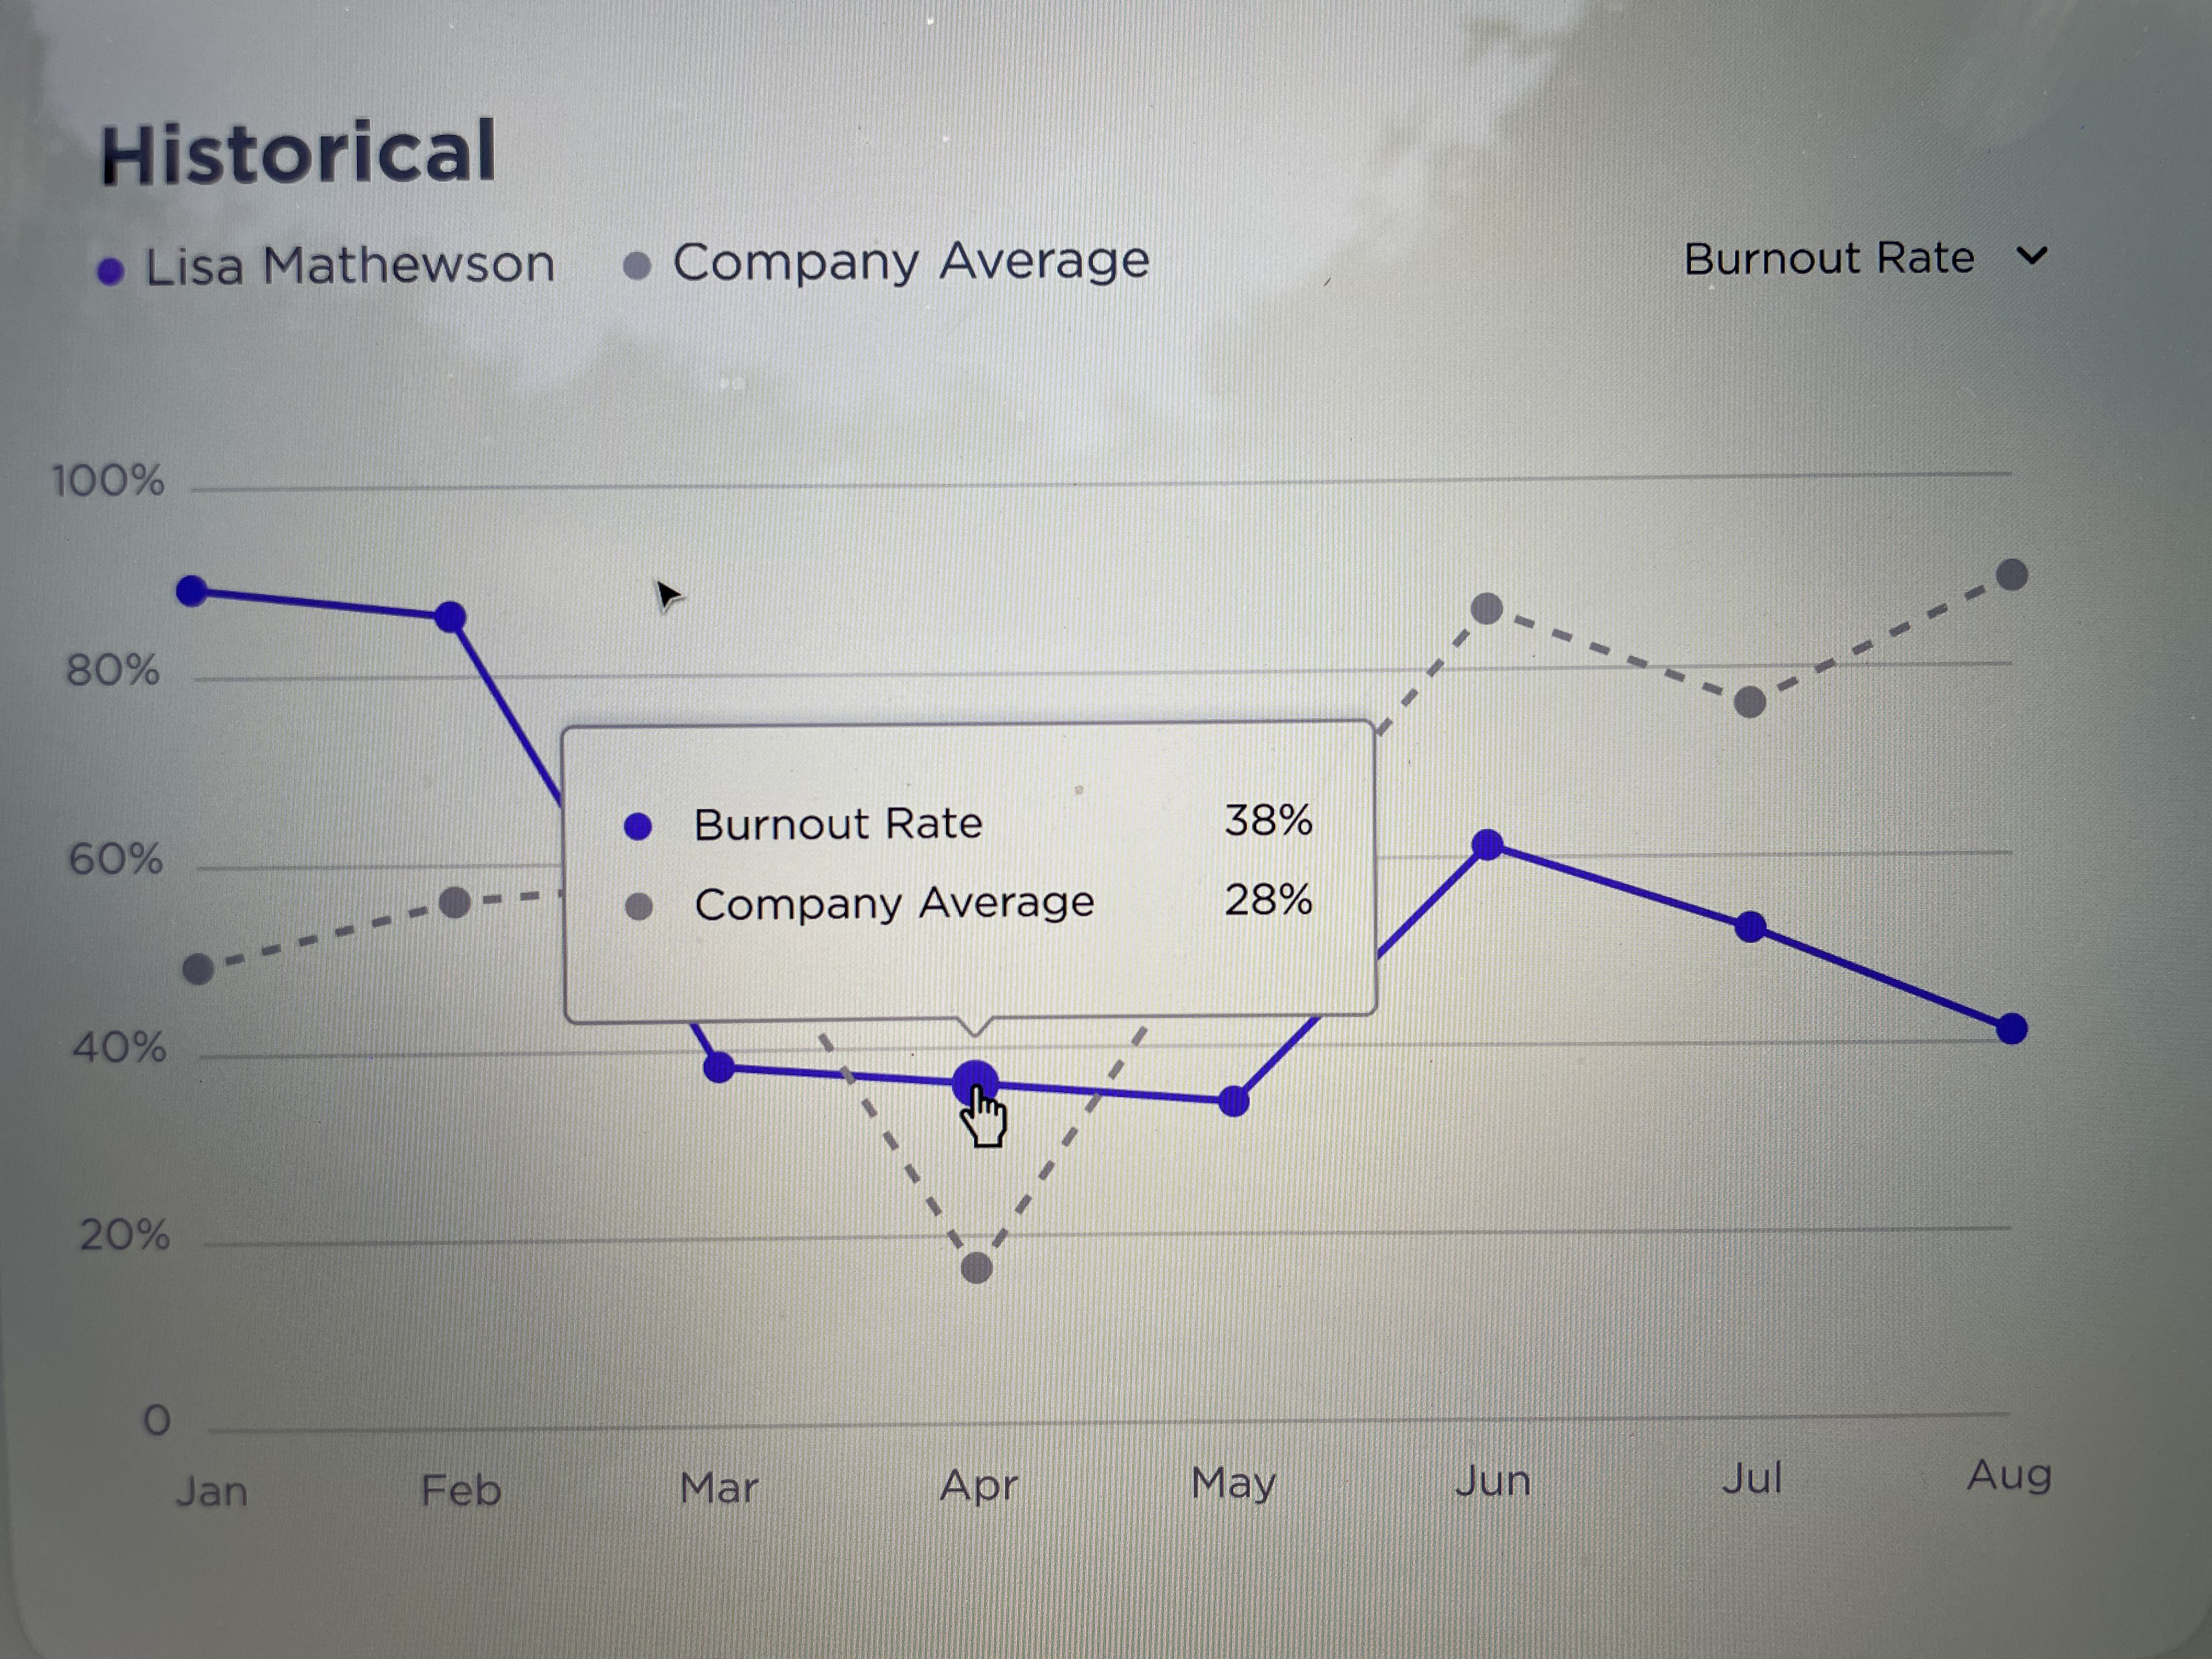 Historical
Lisa Mathewson Company Average Burnout Rate
100%
80%
Burnout Rate 38%
60%
Company Average 28%
40%
20%
0
Jan Feb Mar Apr May Jun Jul Aug